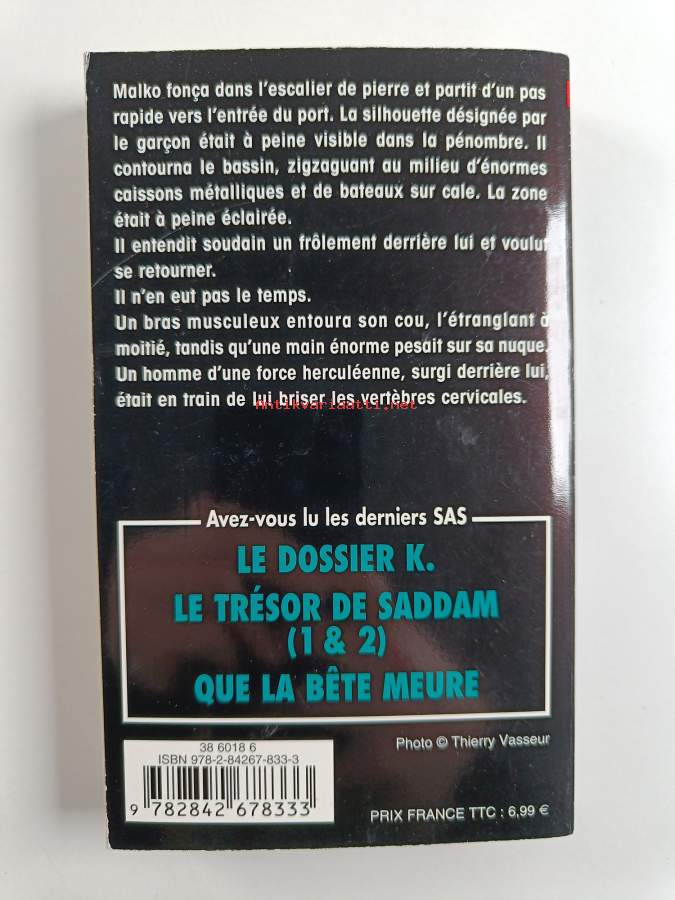 Malko fonça dans l'escalier de pierre et partit d'un pas
rapide vers l'entrée du port. La silhouette désignée par
le garçon était à peine visible dans la pénombre. Il
contourna le bassin, zigzaguant au milieu d'énormes
caissons métalliques et de bateaux sur cale. La zone
était à peine éclairée.
Il entendit soudain un frôlement derrière lui et voulut
se retourner.
Il n'en eut pas le temps.
Un bras musculeux entoura son cou, l'étranglant à
moitié, tandis qu'une main énorme pesait sur sa nuque.
Un homme d'une force herculéenne, surgi derrière lui,
était en train de lui briser les vertèbres cervicales.
Antikvariaatti.net
Avez-vous lu les derniers SAS
LE DOSSIER K.
LE TRÉSOR DE SADDAM
(1 & 2)
QUE LA BÊTE MEURE
38 6018 6
ISBN 978-2-84267-833-3
9 782842 678333
Photo © Thierry Vasseur
PRIX FRANCE TTC : 6,99 €